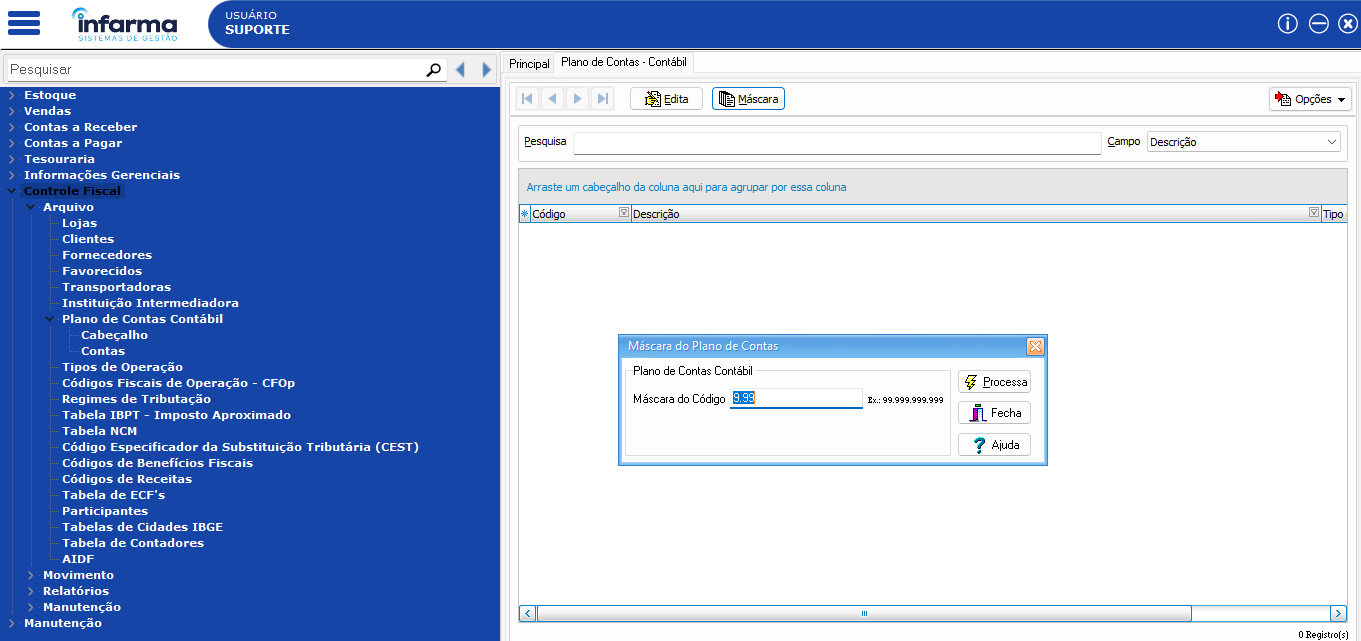 infarma
SISTEMAS DE GESTÃO
USUÁRIO
SUPORTE
Pesquisar
Estoque
Vendas
Contas a Receber
Contas a Pagar
Tesouraria
Informações Gerenciais
Controle Fiscal
Arquivo
Lojas
Clientes
Fornecedores
Favorecidos
Transportadoras
Instituição Intermediadora
Plano de Contas Contábil
Cabeçalho
Contas
Tipos de Operação
Códigos Fiscais de Operação - CFOp
Regimes de Tributação
Tabela IBPT - Imposto Aproximado
Tabela NCM
Código Especificador da Substituição Tributária (CEST)
Códigos de Benefícios Fiscais
Códigos de Receitas
Tabela de ECF's
Participantes
Tabelas de Cidades IBGE
Tabela de Contadores
AIDF
Movimento
Relatórios
Manutenção
Manutenção
Principal Plano de Contas - Contábil
Edita Máscara Opções
Pesquisa Campo Descrição
Arraste um cabeçalho da coluna aqui para agrupar por essa coluna
Código Descrição Tipo
Máscara do Plano de Contas
Plano de Contas Contábil
Máscara do Código 9.99 Ex.: 99.999.999.999
Processa
Fecha
Ajuda
0 Registro(s)